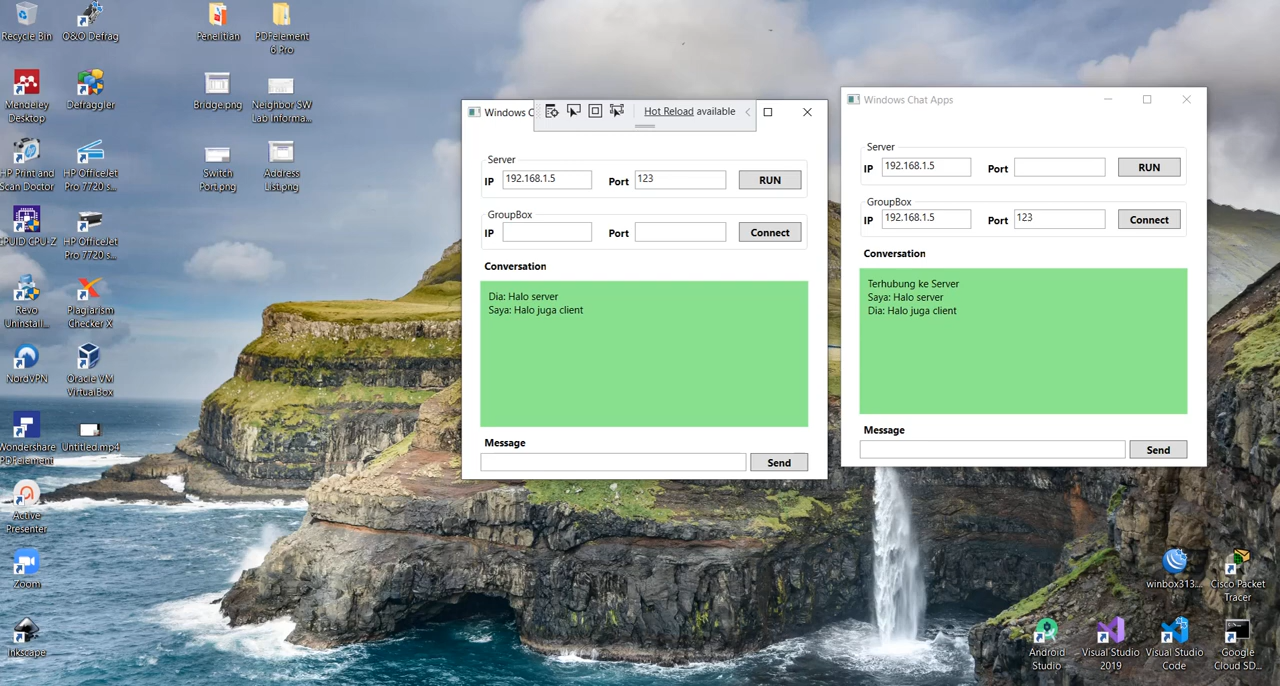 Recycle Bin
O&O Defrag
Penelitian
PDFelement
6 Pro
Mendeley
Desktop
Defraggler
Bridge.png
Neighbor SW
Lab Informa...
HP Print and
Scan Doctor
HP OfficeJet
Pro 7720 s...
Switch
Port.png
Address
List.png
CPUID CPU-Z
HP OfficeJet
Pro 7720 s...
Revo
Uninstall...
Plagiarism
Checker X
NordVPN
Oracle VM
VirtualBox
Wondershare
PDFelement
Untitled.mp4
Active
Presenter
Zoom
Inkscape
Windows C
Hot Reload available
Server
IP 192.168.1.5 Port 123 RUN
GroupBox
IP Port Connect
Conversation
Dia: Halo server
Saya: Halo juga client
Message
Send
Windows Chat Apps
Server
IP 192.168.1.5 Port RUN
GroupBox
IP 192.168.1.5 Port 123 Connect
Conversation
Terhubung ke Server
Saya: Halo server
Dia: Halo juga client
Message
Send
winbox313...
Cisco Packet
Tracer
Android
Studio
Visual Studio
2019
Visual Studio
Code
Google
Cloud SD...